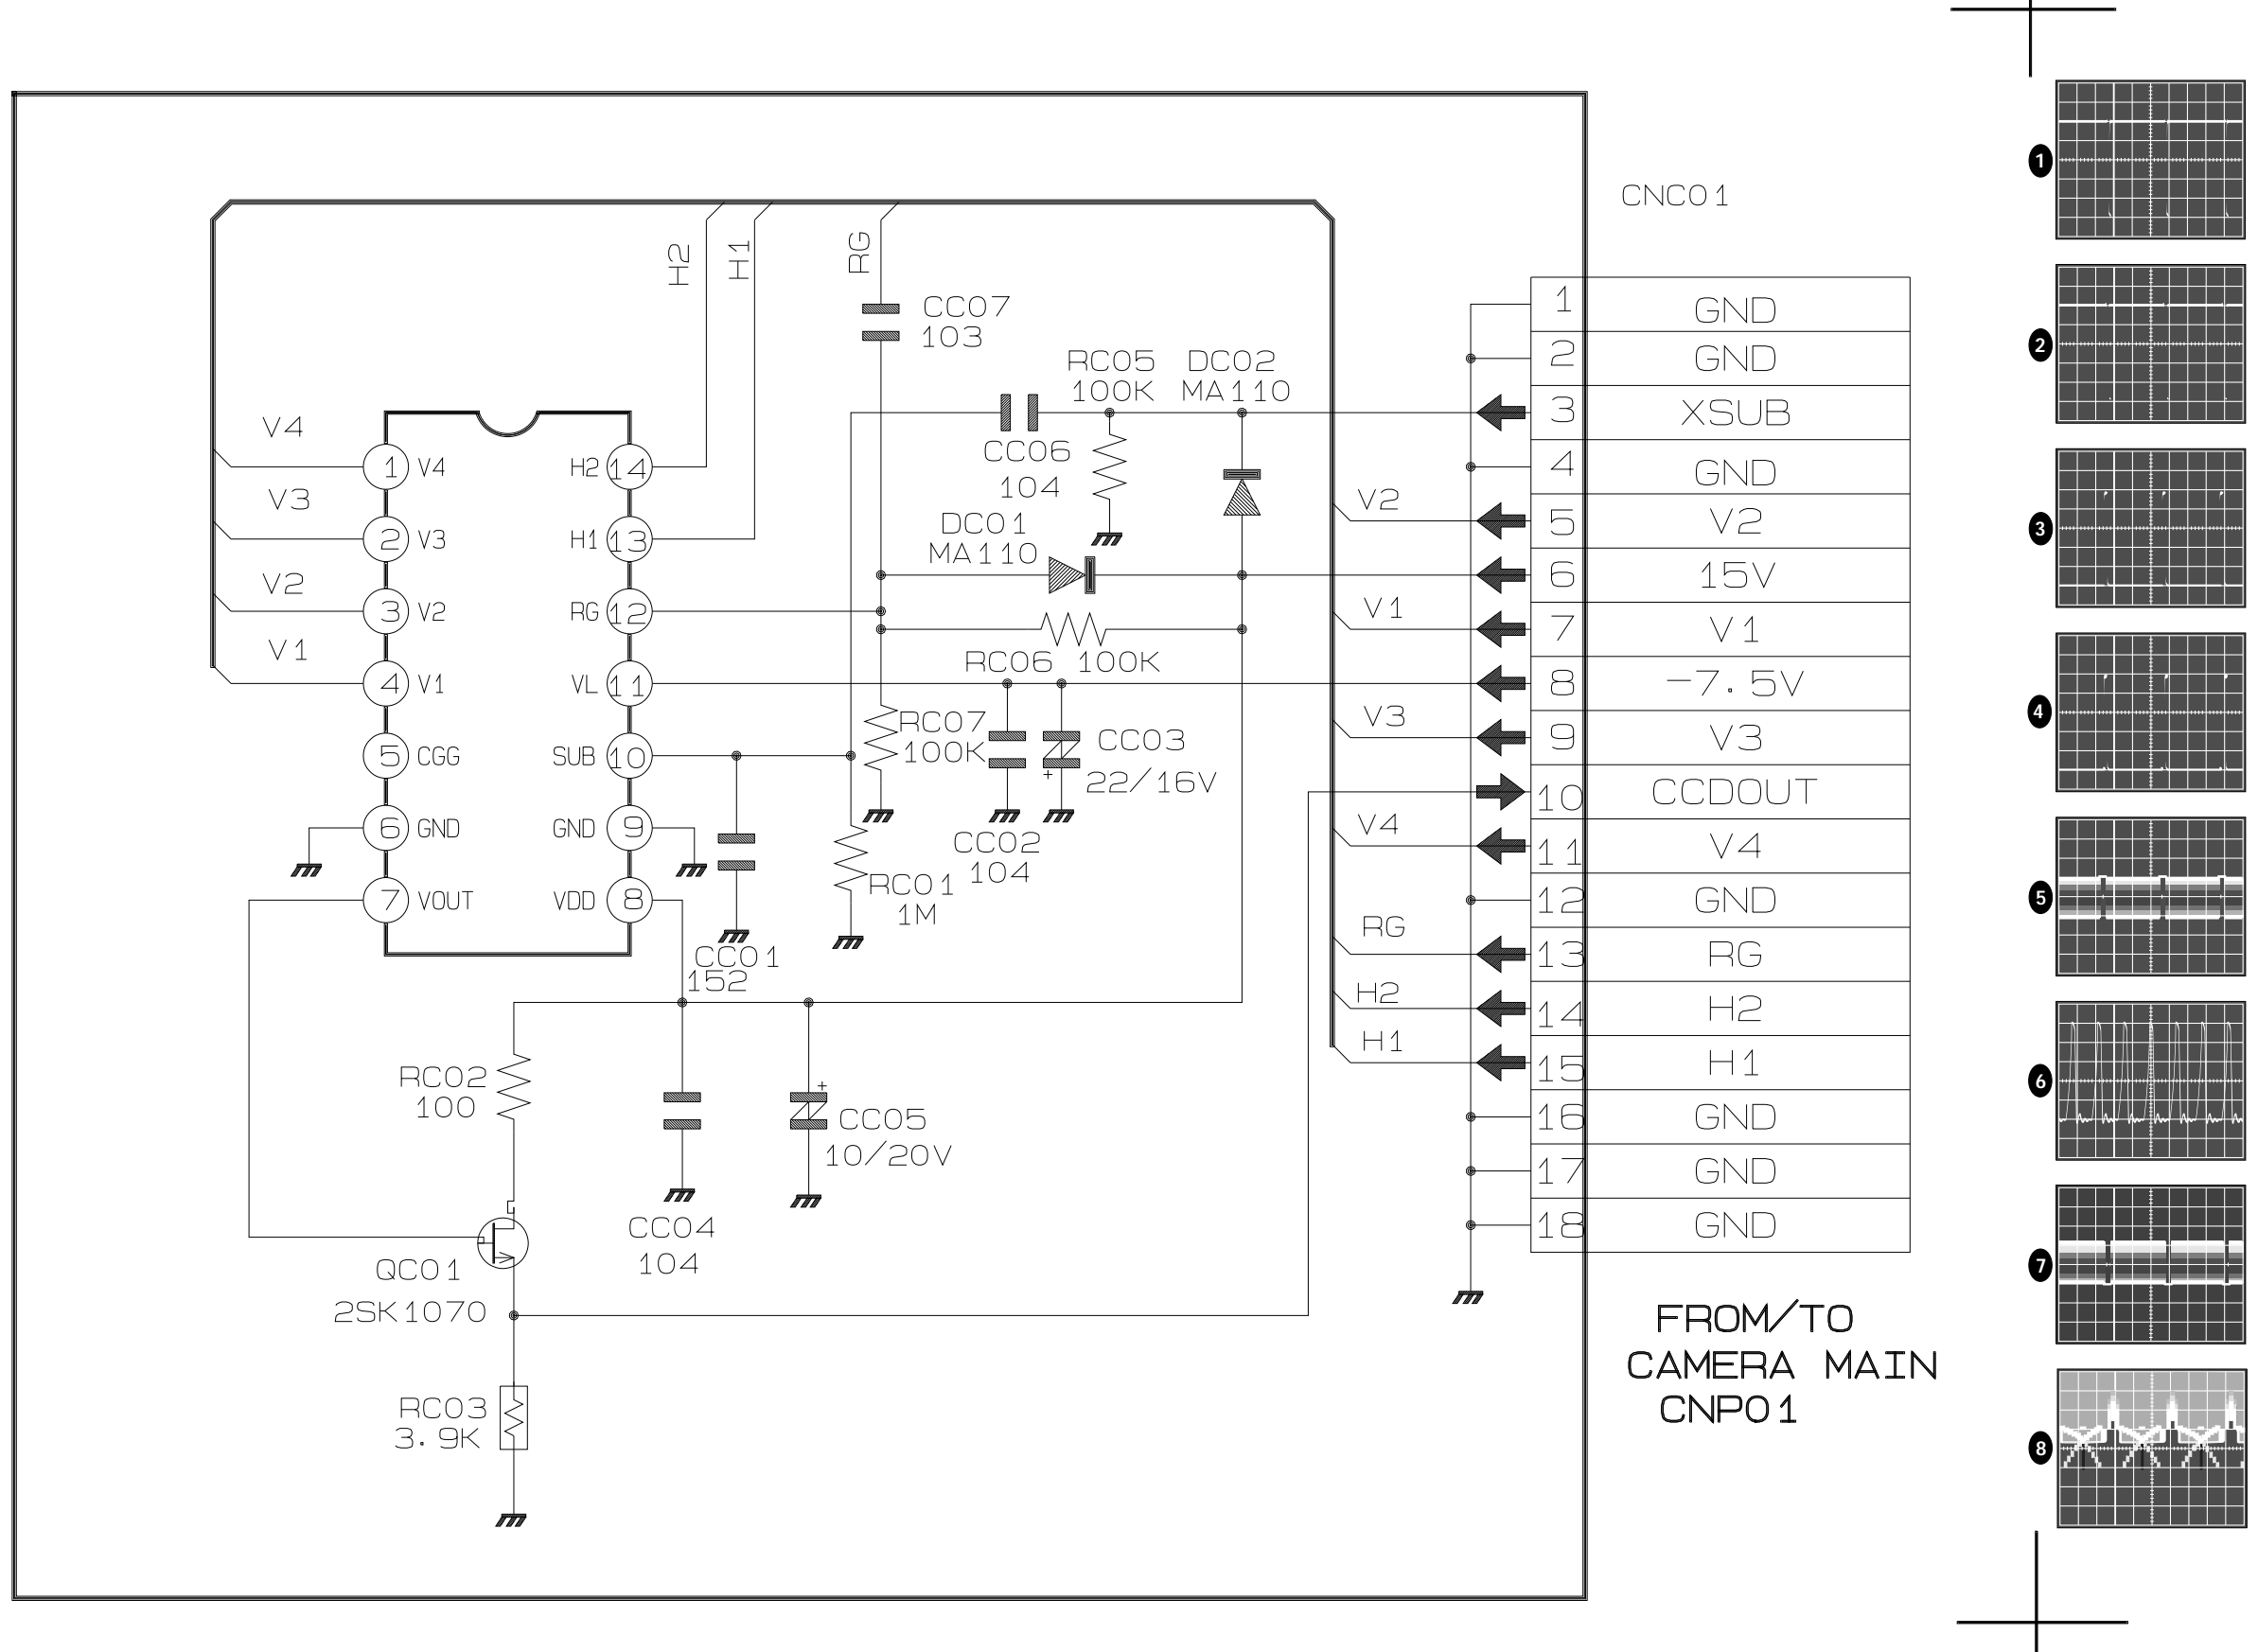 CNC01
H2
H1
RG
CC07
103
RC05
100K
DC02
MA110
CC06
104
DC01
MA110
RC06 100K
V4
V3
V2
V1
1 V4
2 V3
3 V2
4 V1
5 CGG
6 GND
7 VOUT
H2 14
H1 13
RG 12
VL 11
SUB 10
GND 9
VDD 8
RC07
100K
CC03
+
22/16V
CC02
104
RC01
1M
CC01
152
RC02
100
+
CC05
10/20V
CC04
104
QC01
2SK1070
RC03
3.9K
V2
V1
V3
V4
RG
H2
H1
1 GND
2 GND
3 XSUB
4 GND
5 V2
6 15V
7 V1
8 -7.5V
9 V3
10 CCDOUT
11 V4
12 GND
13 RG
14 H2
15 H1
16 GND
17 GND
18 GND
FROM/TO
CAMERA MAIN
CNP01
1
2
3
4
5
6
7
8